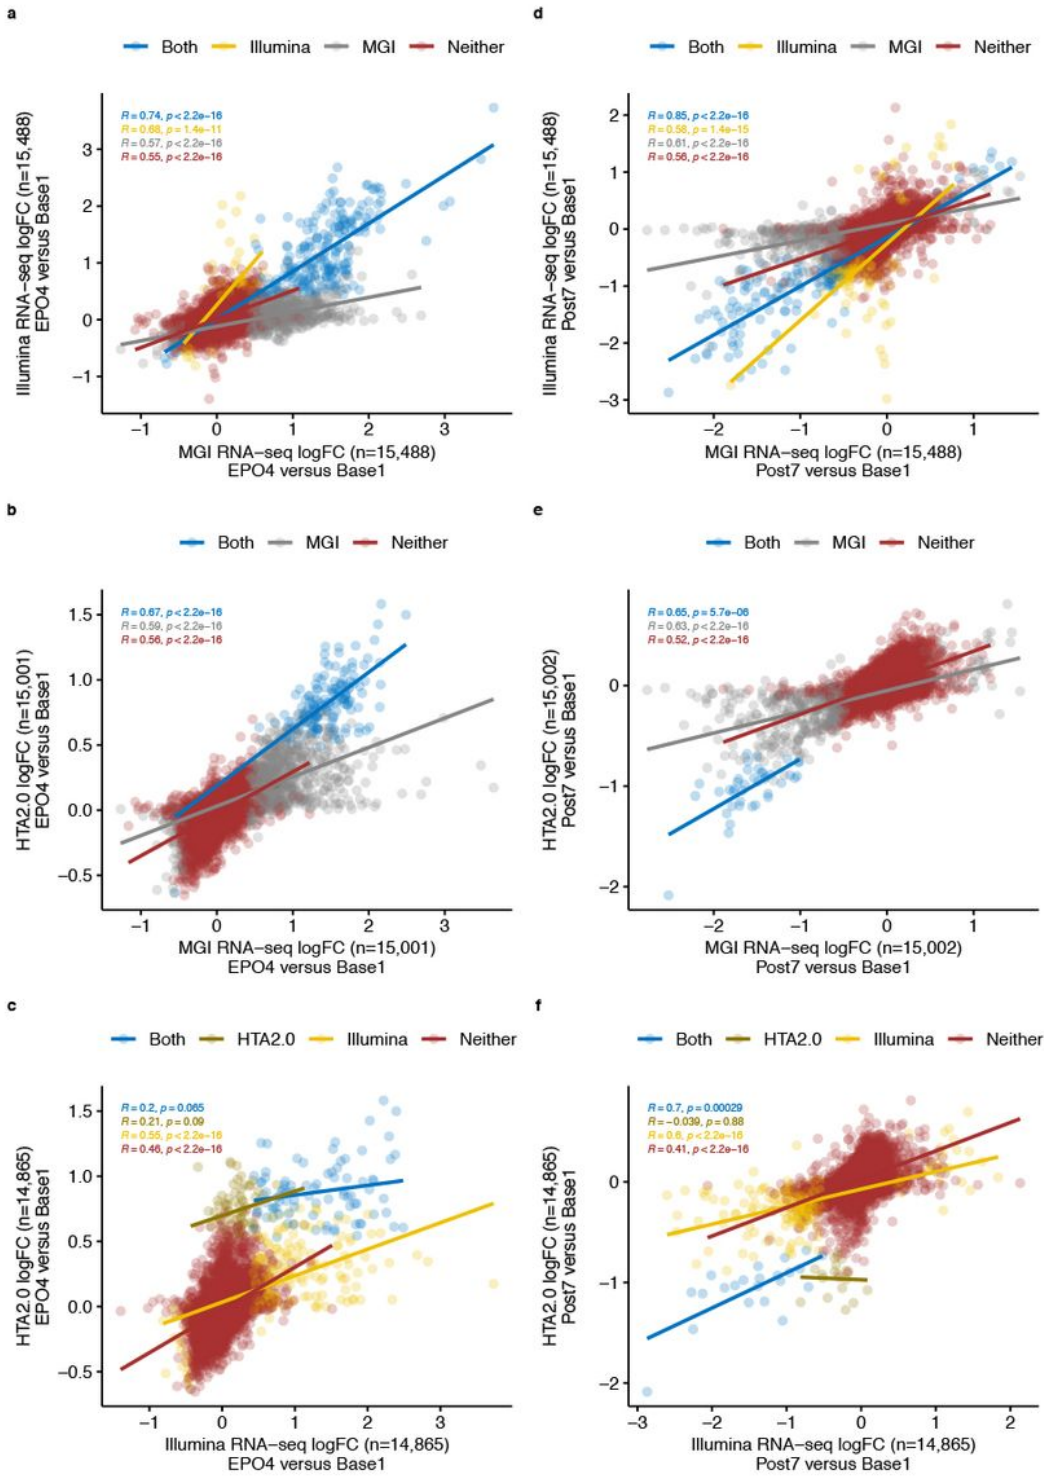 a
Both Illumina MGI Neither
R = 0.74, p < 2.2e−16
R = 0.68, p = 1.4e−11
R = 0.57, p < 2.2e−16
R = 0.55, p < 2.2e−16
Illumina RNA−seq logFC (n=15,488)
EPO4 versus Base1
3
2
1
0
−1
−1 0 1 2 3
MGI RNA−seq logFC (n=15,488)
EPO4 versus Base1
d
Both Illumina MGI Neither
R = 0.85, p < 2.2e−16
R = 0.58, p = 1.4e−15
R = 0.61, p < 2.2e−16
R = 0.56, p < 2.2e−16
Illumina RNA−seq logFC (n=15,488)
Post7 versus Base1
2
1
0
−1
−2
−3
−2 −1 0 1
MGI RNA−seq logFC (n=15,488)
Post7 versus Base1
b
Both MGI Neither
R = 0.67, p < 2.2e−16
R = 0.59, p < 2.2e−16
R = 0.56, p < 2.2e−16
HTA2.0 logFC (n=15,001)
EPO4 versus Base1
1.5
1.0
0.5
0.0
−0.5
−1 0 1 2 3
MGI RNA−seq logFC (n=15,001)
EPO4 versus Base1
e
Both MGI Neither
R = 0.65, p = 5.7e−06
R = 0.63, p < 2.2e−16
R = 0.52, p < 2.2e−16
HTA2.0 logFC (n=15,002)
Post7 versus Base1
0
−1
−2
−2 −1 0 1
MGI RNA−seq logFC (n=15,002)
Post7 versus Base1
c
Both HTA2.0 Illumina Neither
R = 0.2, p = 0.065
R = 0.21, p = 0.09
R = 0.55, p < 2.2e−16
R = 0.46, p < 2.2e−16
HTA2.0 logFC (n=14,865)
EPO4 versus Base1
1.5
1.0
0.5
0.0
−0.5
−1 0 1 2 3
Illumina RNA−seq logFC (n=14,865)
EPO4 versus Base1
f
Both HTA2.0 Illumina Neither
R = 0.7, p = 0.00029
R = −0.039, p = 0.88
R = 0.6, p < 2.2e−16
R = 0.41, p < 2.2e−16
HTA2.0 logFC (n=14,865)
Post7 versus Base1
0
−1
−2
−3 −2 −1 0 1 2
Illumina RNA−seq logFC (n=14,865)
Post7 versus Base1